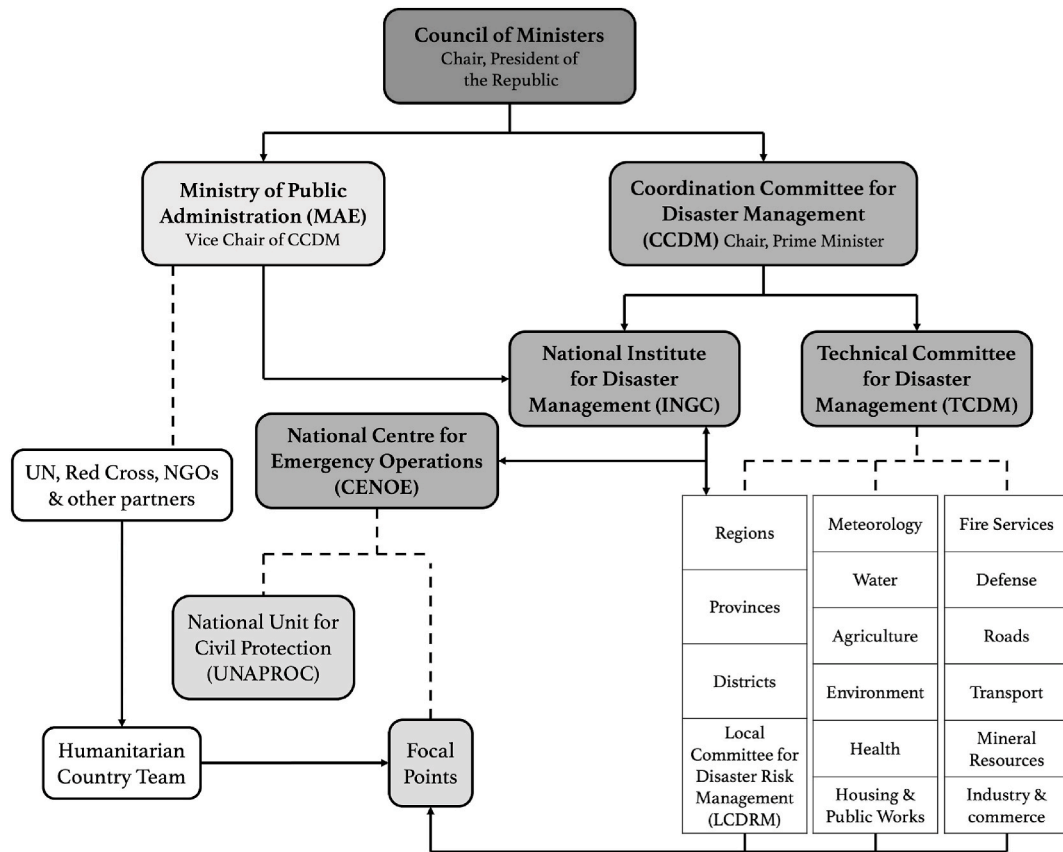 Council of Ministers
Chair, President of
the Republic
Ministry of Public
Administration (MAE)
Vice Chair of CCDM
Coordination Committee for
Disaster Management
(CCDM) Chair, Prime Minister
National Institute
for Disaster
Management (INGC)
Technical Committee
for Disaster
Management (TCDM)
National Centre for
Emergency Operations
(CENOE)
UN, Red Cross, NGOs
& other partners
National Unit for
Civil Protection
(UNAPROC)
Humanitarian
Country Team
Focal
Points
Regions
Provinces
Districts
Local
Committee for
Disaster Risk
Management
(LCDRM)
Meteorology
Water
Agriculture
Environment
Health
Housing &
Public Works
Fire Services
Defense
Roads
Transport
Mineral
Resources
Industry &
commerce